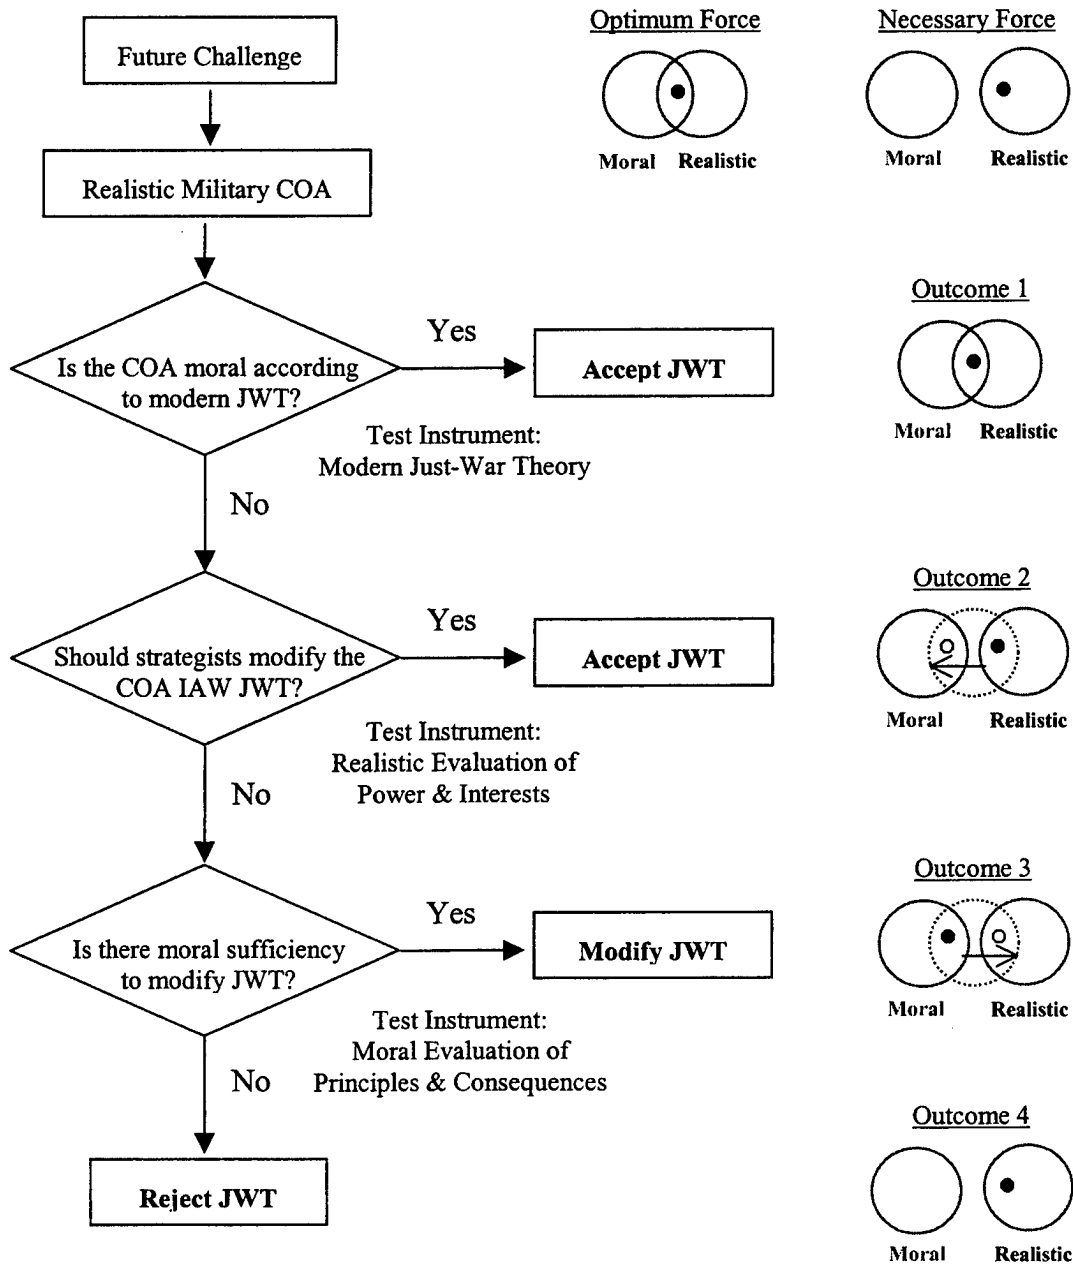 Future Challenge
Realistic Military COA
Is the COA moral according
to modern JWT?
Yes
Accept JWT
Test Instrument:
Modern Just-War Theory
No
Should strategists modify the
COA IAW JWT?
Yes
Accept JWT
Test Instrument:
Realistic Evaluation of
Power & Interests
No
Is there moral sufficiency
to modify JWT?
Yes
Modify JWT
Test Instrument:
Moral Evaluation of
Principles & Consequences
No
Reject JWT
Optimum Force
Moral Realistic
Necessary Force
Moral Realistic
Outcome 1
Moral Realistic
Outcome 2
Moral Realistic
Outcome 3
Moral Realistic
Outcome 4
Moral Realistic